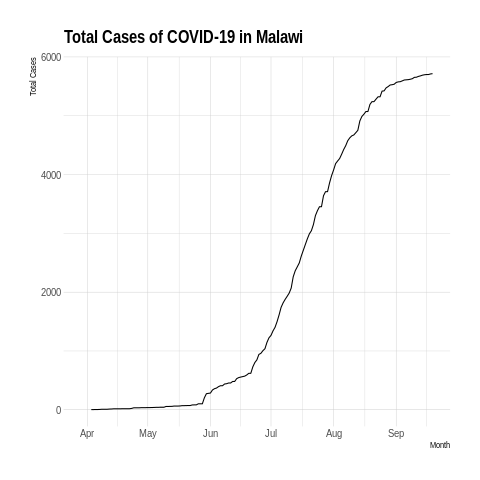 Total Cases of COVID-19 in Malawi
Total Cases
6000
4000
2000
0
Apr May Jun Jul Aug Sep
Month